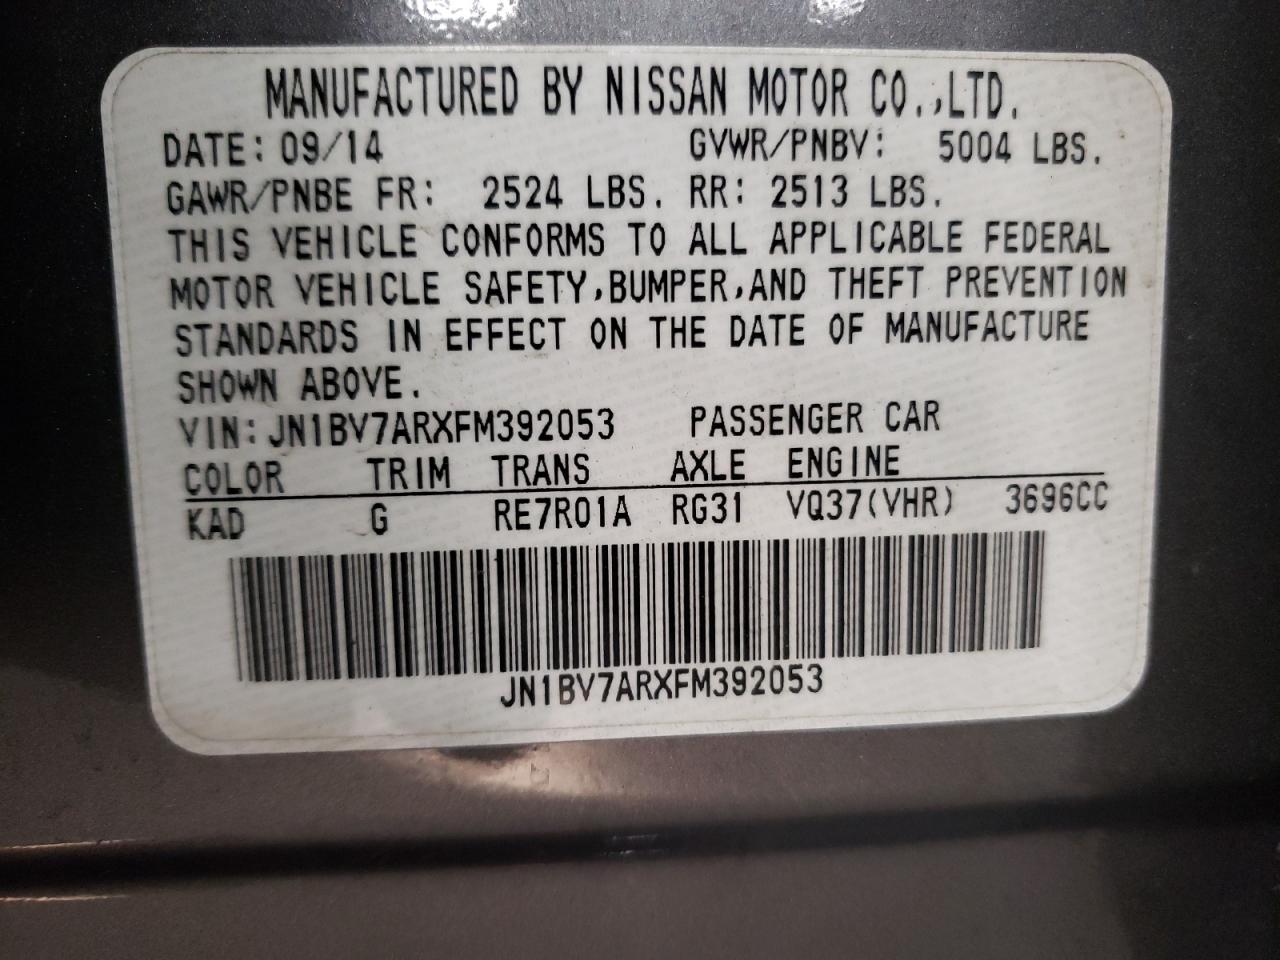 MANUFACTURED BY NISSAN MOTOR CO.,LTD.
DATE: 09/14 GVWR/PNBV: 5004 LBS.
GAWR/PNBE FR: 2524 LBS. RR: 2513 LBS.
THIS VEHICLE CONFORMS TO ALL APPLICABLE FEDERAL
MOTOR VEHICLE SAFETY,BUMPER,AND THEFT PREVENTION
STANDARDS IN EFFECT ON THE DATE OF MANUFACTURE
SHOWN ABOVE.
VIN: JN1BV7ARXFM392053 PASSENGER CAR
COLOR TRIM TRANS AXLE ENGINE
KAD G RE7R01A RG31 VQ37(VHR) 3696CC
JN1BV7ARXFM392053